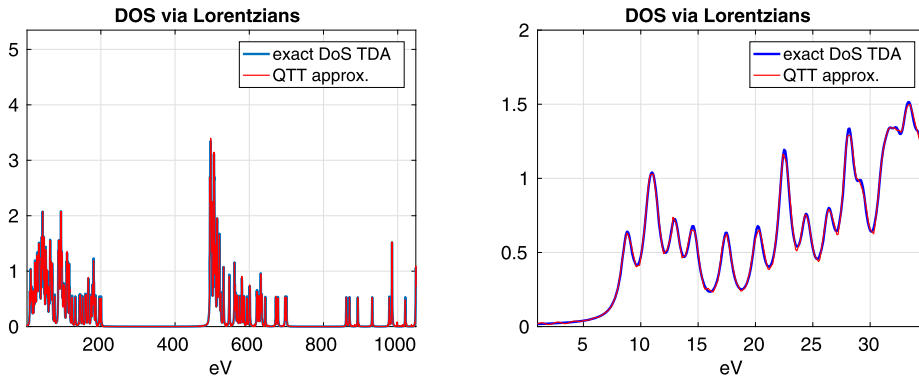 DOS via Lorentzians
exact DoS TDA
QTT approx.
5
4
3
2
1
0
200 400 600 800 1000
eV
DOS via Lorentzians
exact DoS TDA
QTT approx.
2
1.5
1
0.5
0
5 10 15 20 25 30
eV